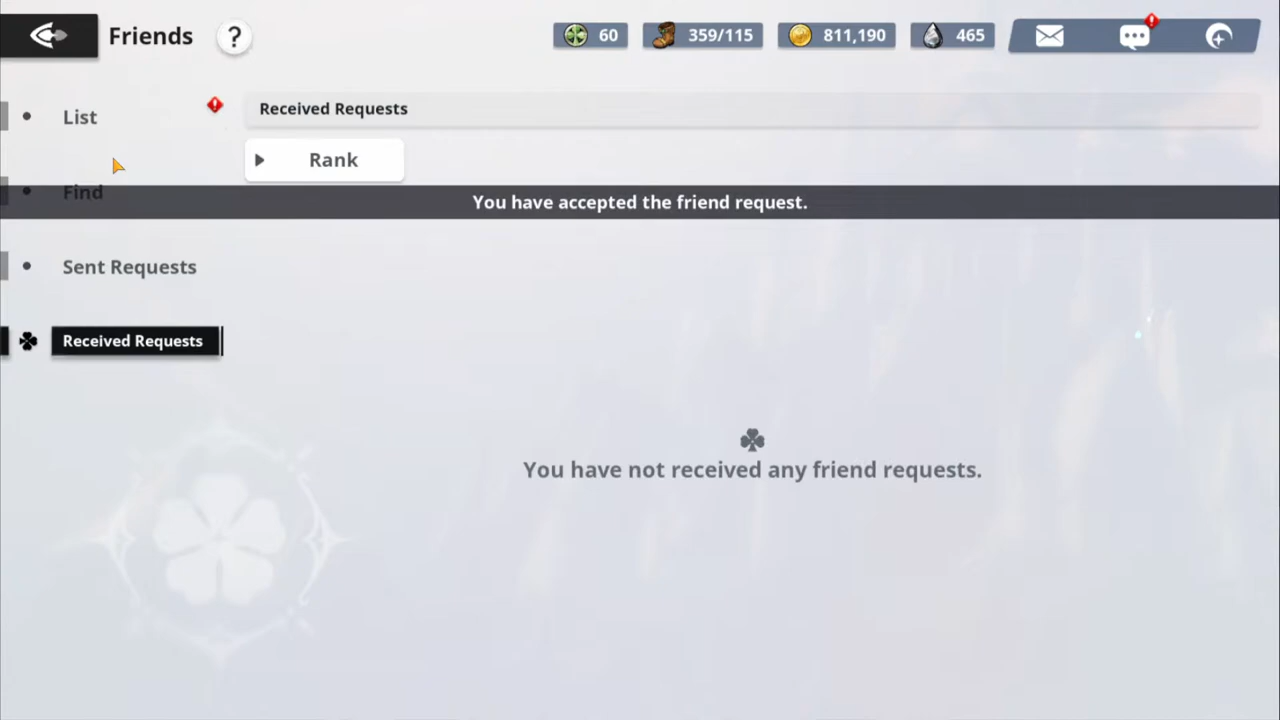 Friends
?
60
359/115
811,190
465
List
Received Requests
Rank
Find
You have accepted the friend request.
Sent Requests
Received Requests
You have not received any friend requests.